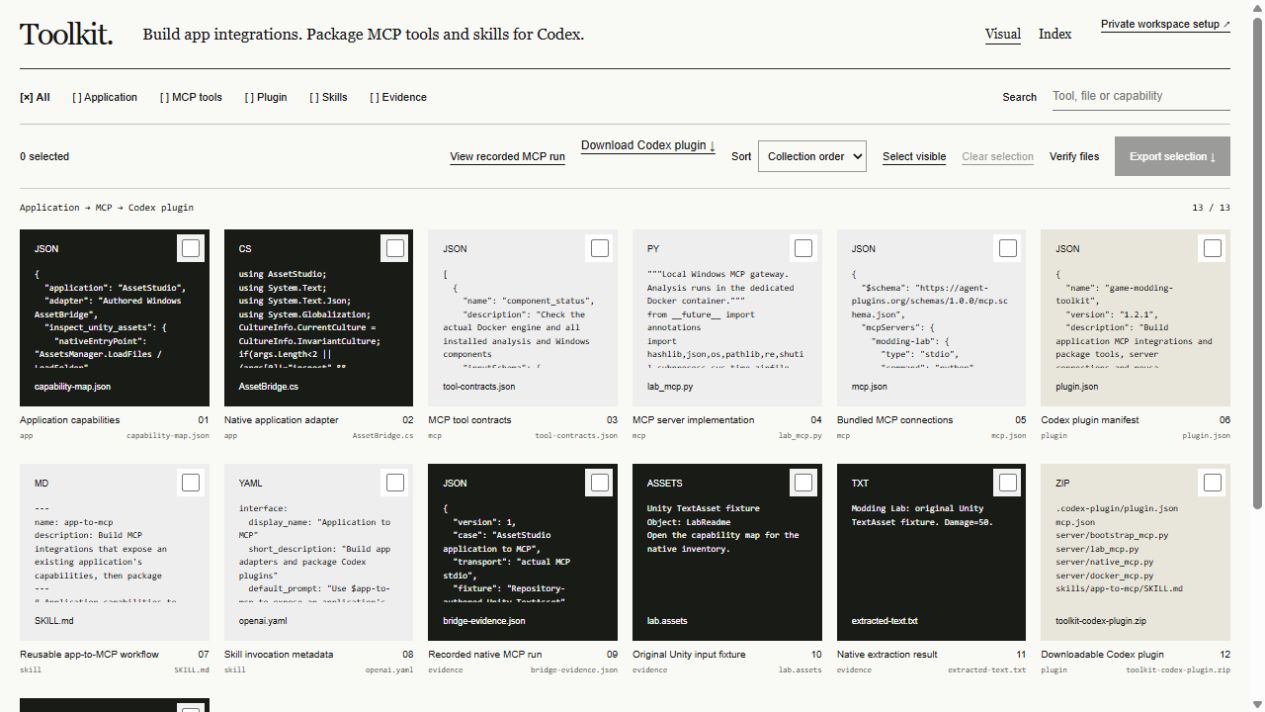 Toolkit.
Build app integrations. Package MCP tools and skills for Codex.
Visual
Index
Private workspace setup ↗
[×] All
[ ] Application
[ ] MCP tools
[ ] Plugin
[ ] Skills
[ ] Evidence
Search
Tool, file or capability
0 selected
View recorded MCP run
Download Codex plugin ↓
Sort
Collection order
Select visible
Clear selection
Verify files
Export selection ↓
Application → MCP → Codex plugin
13 / 13
JSON
{
"application": "AssetStudio",
"adapter": "Authored Windows
AssetBridge",
"inspect_unity_assets": {
"nativeEntryPoint":
"AssetsManager.LoadFiles /
capability-map.json
Application capabilities
01
app
capability-map.json
CS
using AssetStudio;
using System.Text;
using System.Text.Json;
using System.Globalization;
CultureInfo.CurrentCulture =
CultureInfo.InvariantCulture;
if(args.Length<2 ||
AssetBridge.cs
Native application adapter
02
app
AssetBridge.cs
JSON
[
{
"name": "component_status",
"description": "Check the
actual Docker engine and all
installed analysis and Windows
components
tool-contracts.json
MCP tool contracts
03
mcp
tool-contracts.json
PY
"""Local Windows MCP gateway.
Analysis runs in the dedicated
Docker container."""
from __future__ import
annotations
import
hashlib,json,os,pathlib,re,shuti
lab_mcp.py
MCP server implementation
04
mcp
lab_mcp.py
JSON
{
"$schema": "https://agent-
plugins.org/schemas/1.0.0/mcp.sc
hema.json",
"mcpServers": {
"modding-lab": {
"type": "stdio",
mcp.json
Bundled MCP connections
05
mcp
mcp.json
JSON
{
"name": "game-modding-
toolkit",
"version": "1.2.1",
"description": "Build
application MCP integrations and
package tools, server
plugin.json
Codex plugin manifest
06
plugin
plugin.json
MD
---
name: app-to-mcp
description: Build MCP
integrations that expose an
existing application's
capabilities, then package
---
SKILL.md
Reusable app-to-MCP workflow
07
skill
SKILL.md
YAML
interface:
display_name: "Application to
MCP"
short_description: "Build app
adapters and package Codex
plugins"
default_prompt: "Use $app-to-
openai.yaml
Skill invocation metadata
08
skill
openai.yaml
JSON
{
"version": 1,
"case": "AssetStudio
application to MCP",
"transport": "actual MCP
stdio",
"fixture": "Repository-
bridge-evidence.json
Recorded native MCP run
09
evidence
bridge-evidence.json
ASSETS
Unity TextAsset fixture
Object: LabReadme
Open the capability map for the
native inventory.
lab.assets
Original Unity input fixture
10
evidence
lab.assets
TXT
Modding Lab: original Unity
TextAsset fixture. Damage=50.
extracted-text.txt
Native extraction result
11
evidence
extracted-text.txt
ZIP
.codex-plugin/plugin.json
mcp.json
server/bootstrap_mcp.py
server/lab_mcp.py
server/native_mcp.py
server/docker_mcp.py
skills/app-to-mcp/SKILL.md
toolkit-codex-plugin.zip
Downloadable Codex plugin
12
plugin
toolkit-codex-plugin.zip